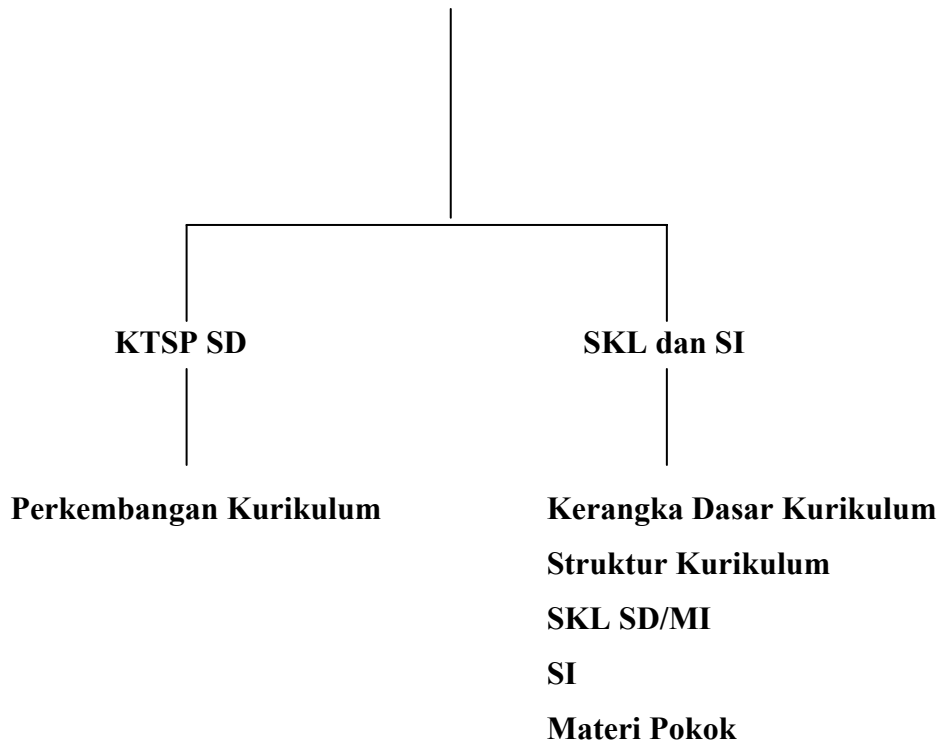 KTSP SD
SKL dan SI
Perkembangan Kurikulum
Kerangka Dasar Kurikulum
Struktur Kurikulum
SKL SD/MI
SI
Materi Pokok